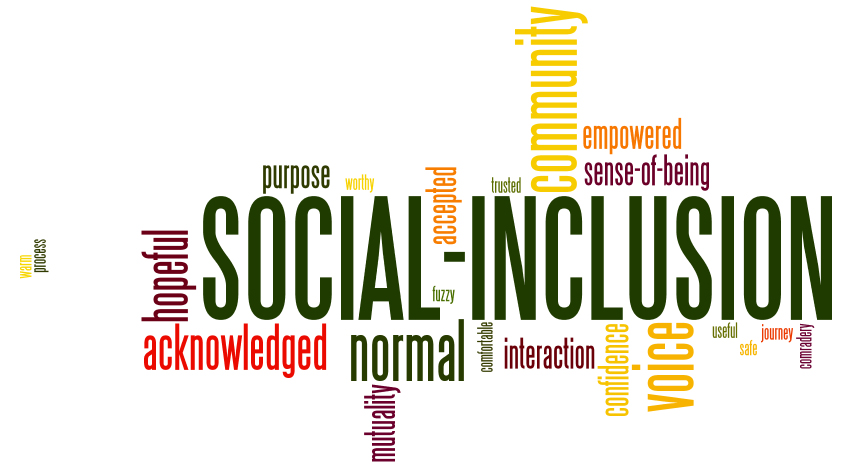 community
empowered
sense-of-being
purpose
worthy
accepted
trusted
SOCIAL-INCLUSION
hopeful
warm
process
fuzzy
acknowledged
normal
comfortable
interaction
confidence
voice
useful
safe
journey
comradery
mutuality